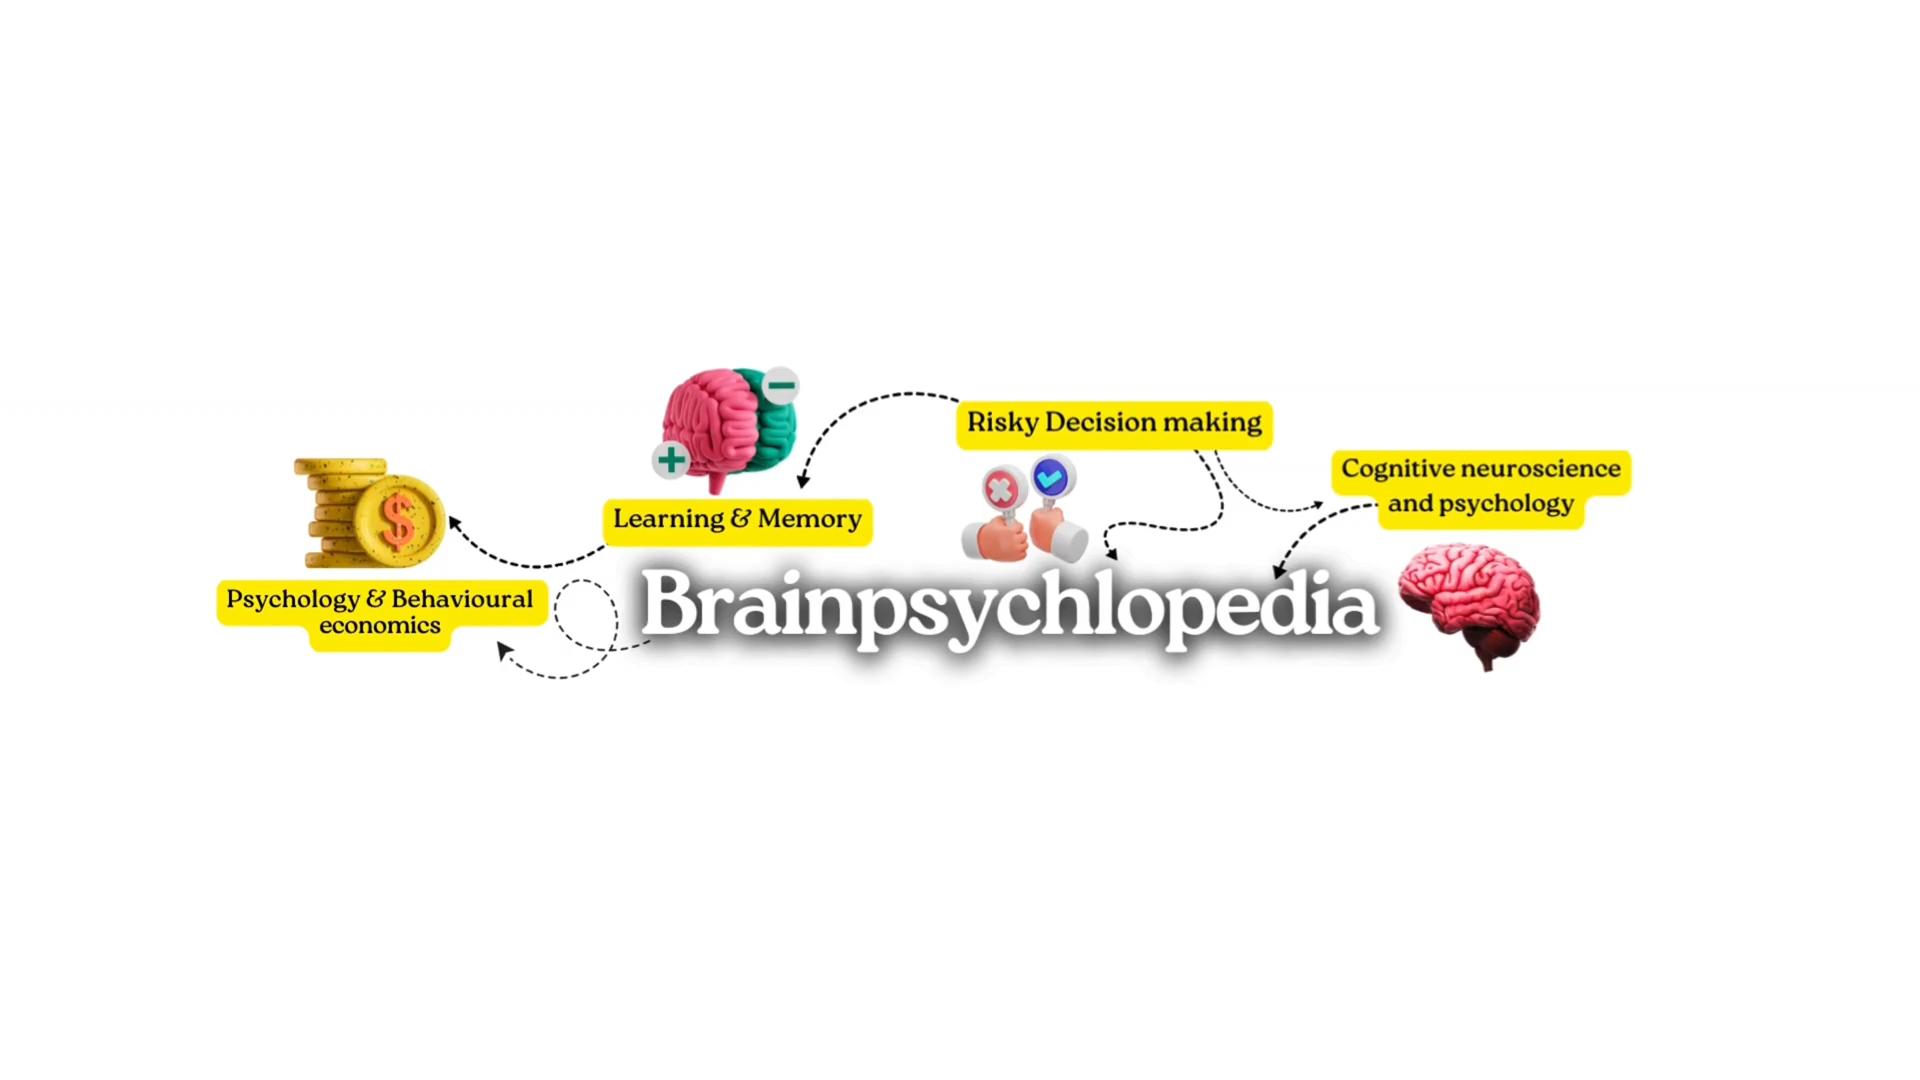 Risky Decision making
Cognitive neuroscience
and psychology
Learning & Memory
Psychology & Behavioural
economics
Brainpsychlopedia
$